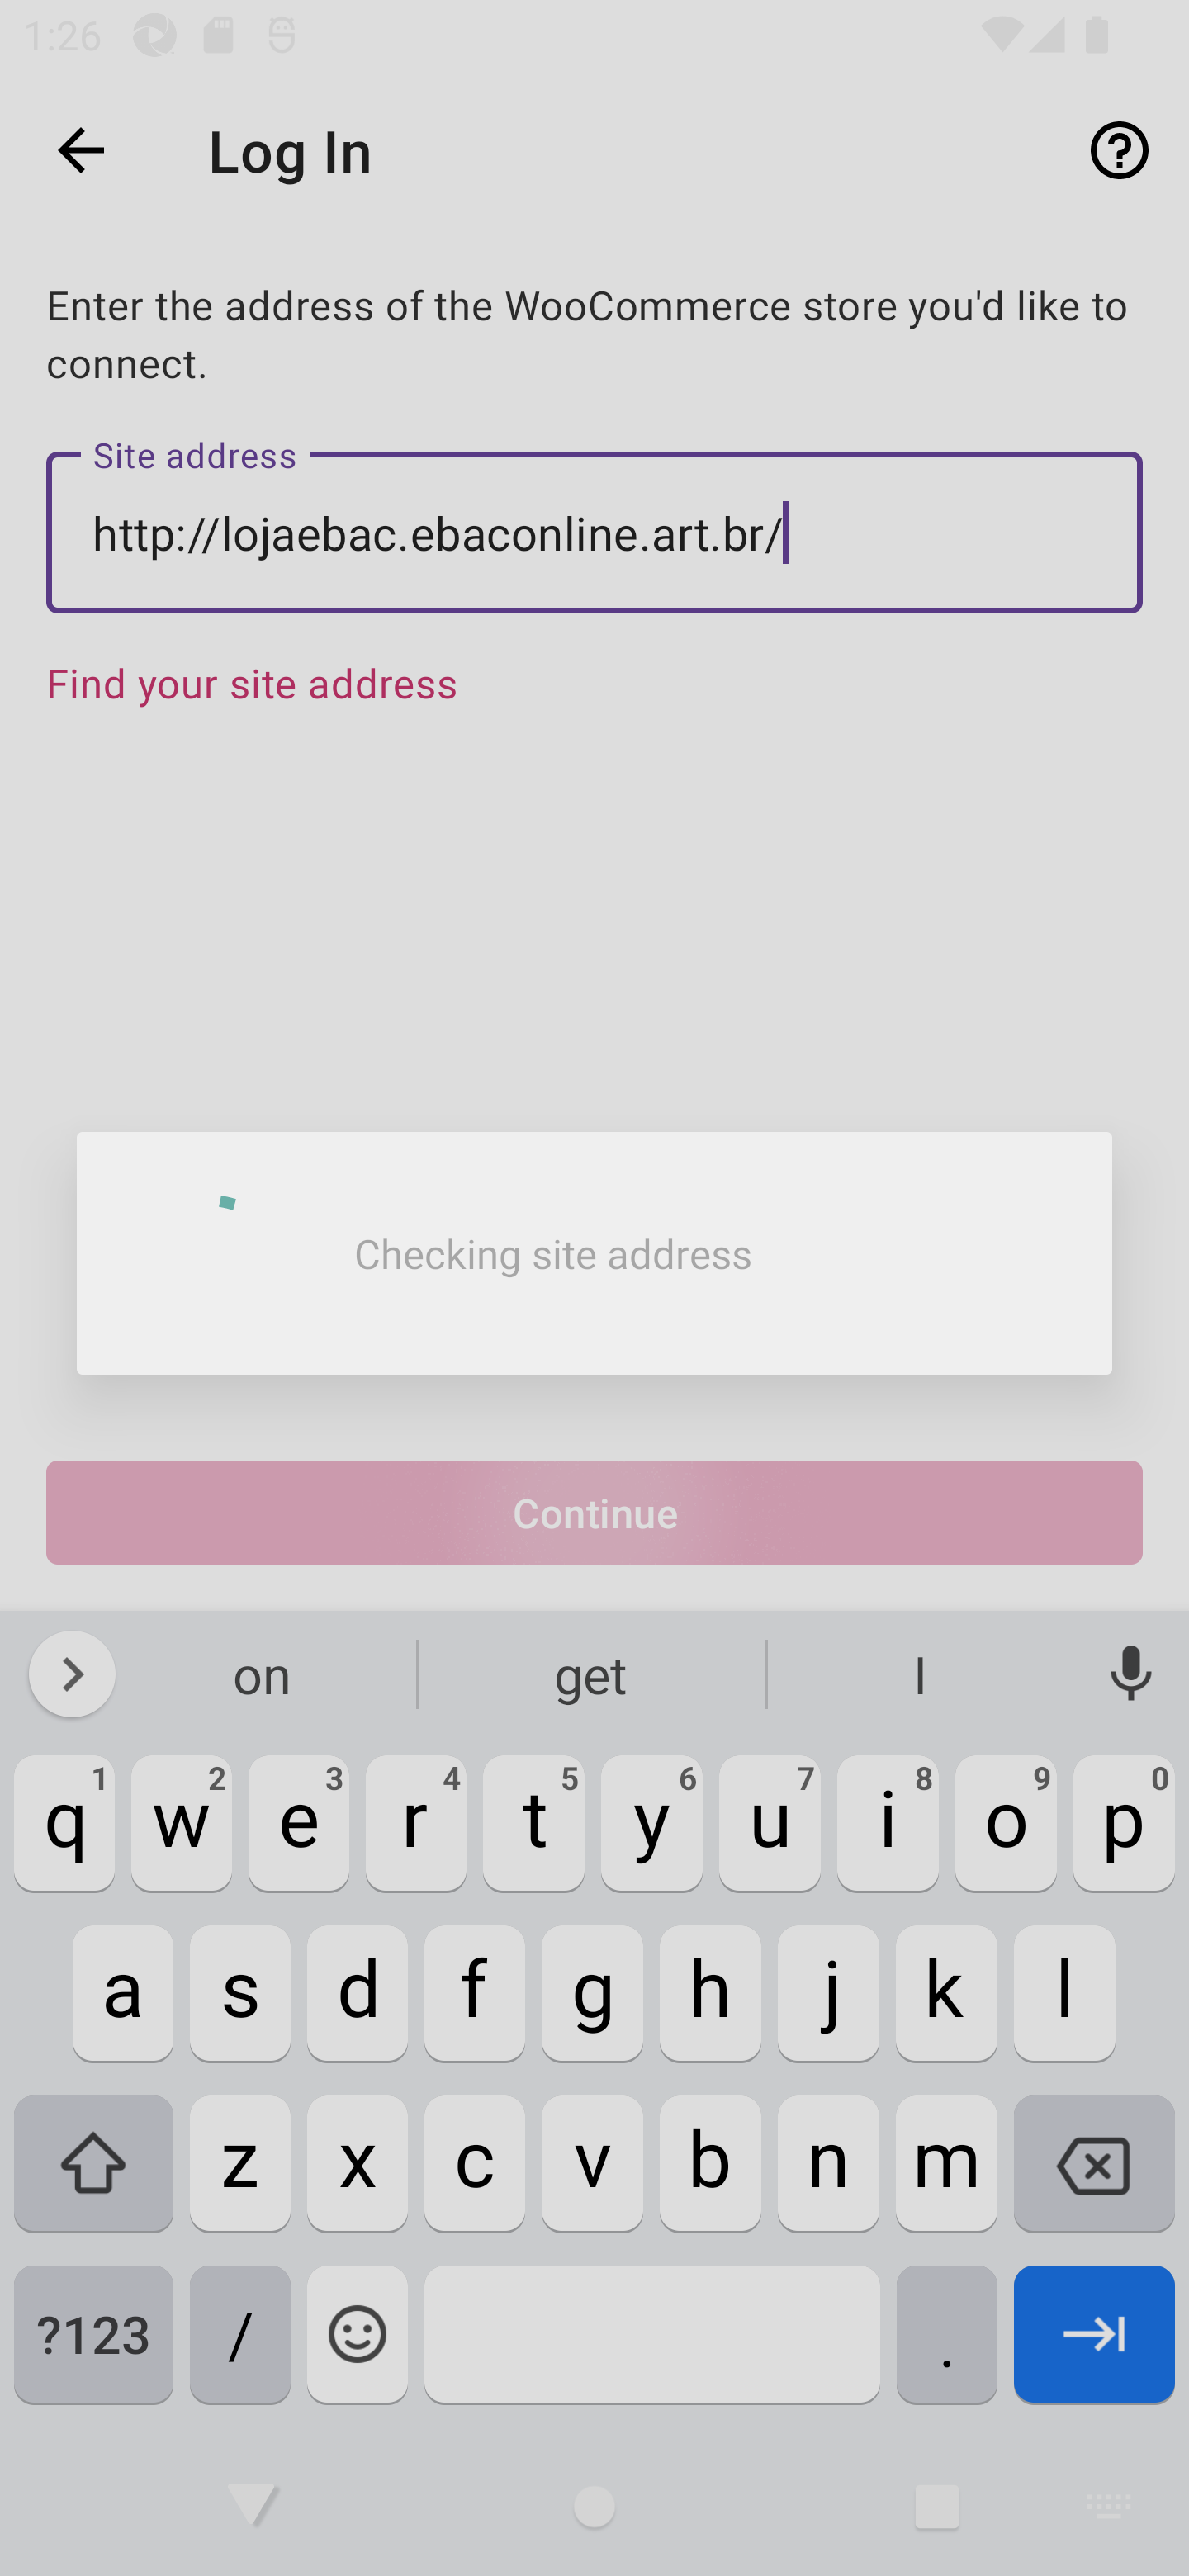 1:26
Log In
Enter the address of the WooCommerce store you'd like to
connect.
Site address
http://lojaebac.ebaconline.art.br/
Find your site address
Checking site address
Continue
on get I
1 2 3 4 5 6 7 8 9 0
q w e r t y u i o p
a s d f g h j k l
z x c v b n m
?123 / .